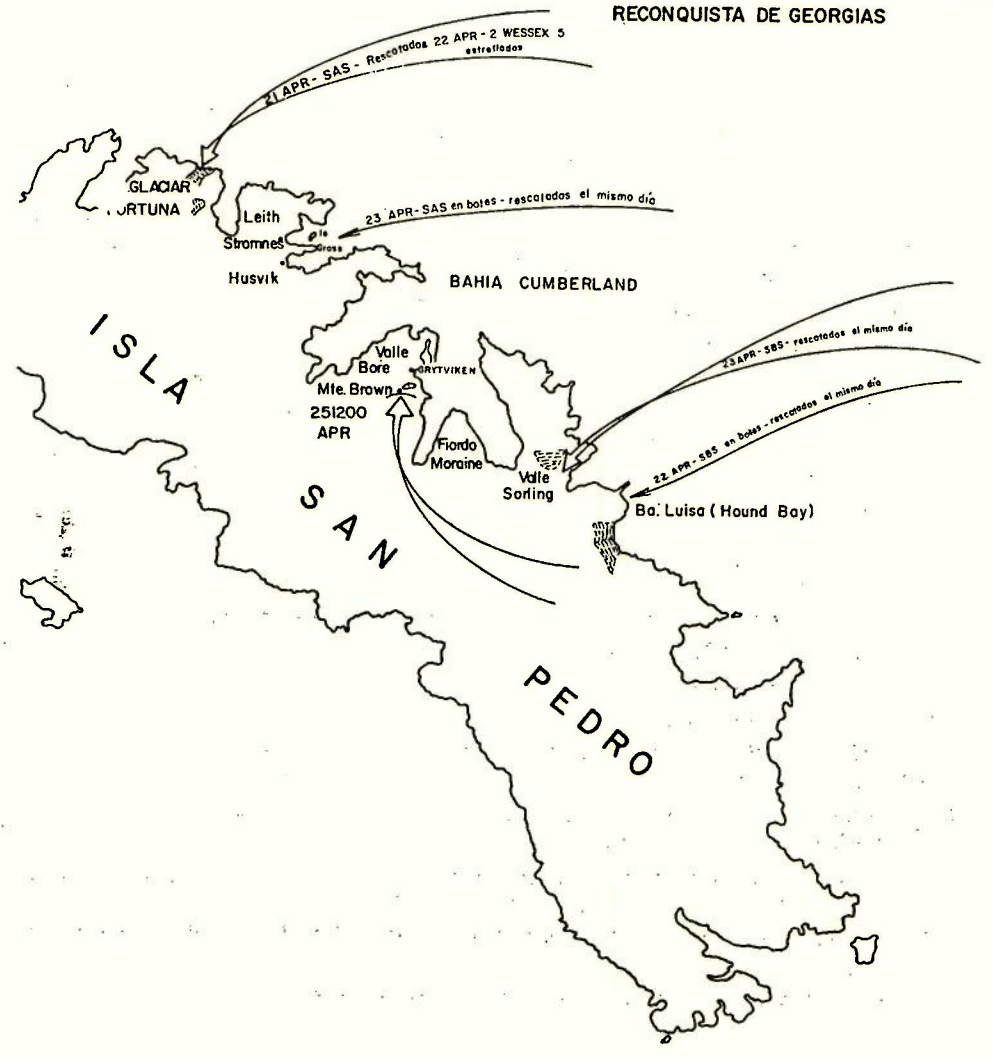 RECONQUISTA DE GEORGIAS
21 APR - SAS - Rescatados 22 APR - 2 WESSEX 5
estrellados
GLACIAR
ORTUNA
23 APR - SAS en botes - rescatados el mismo día
Leith
Stromnes
Is
Grass
Husvik
BAHIA CUMBERLAND
ISLA
23 APR - SBS - rescatados el mismo día
Valle
Bore
GRYTVIKEN
Mte. Brown
251200
APR
22 APR - SBS en botes - rescatados el mismo día
Fiordo
Moraine
Valle
Sorling
Ba. Luisa (Hound Bay)
SAN
PEDRO